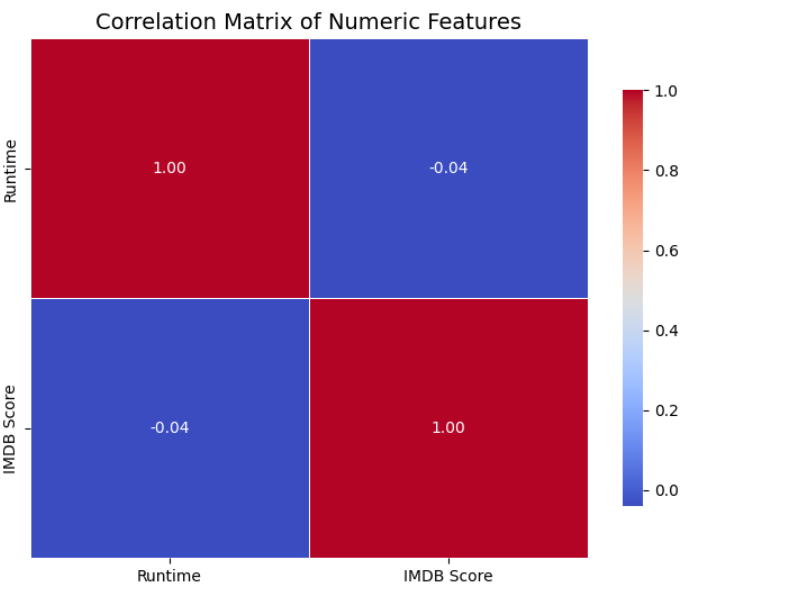 Correlation Matrix of Numeric Features
Runtime
1.00
-0.04
IMDB Score
-0.04
1.00
Runtime
IMDB Score
1.0
0.8
0.6
0.4
0.2
0.0